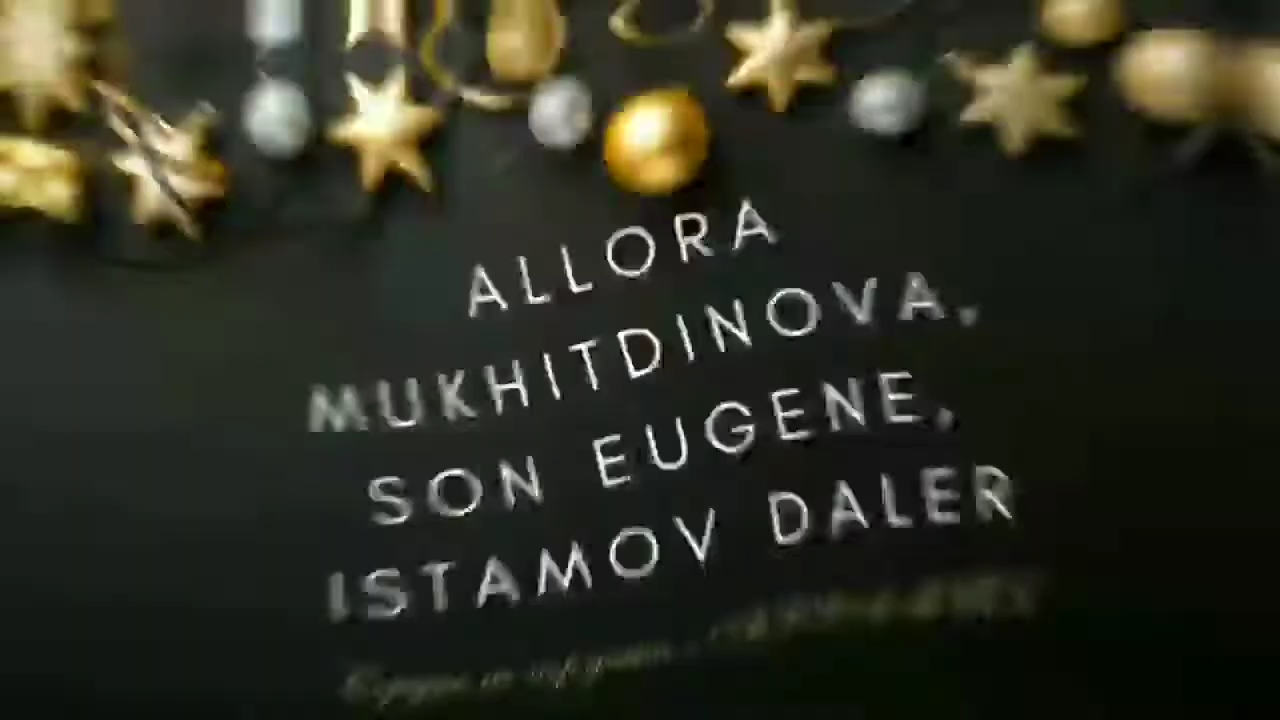 ALLORA
MUKHITDINOVA,
SON EUGENE,
ISTAMOV DALER